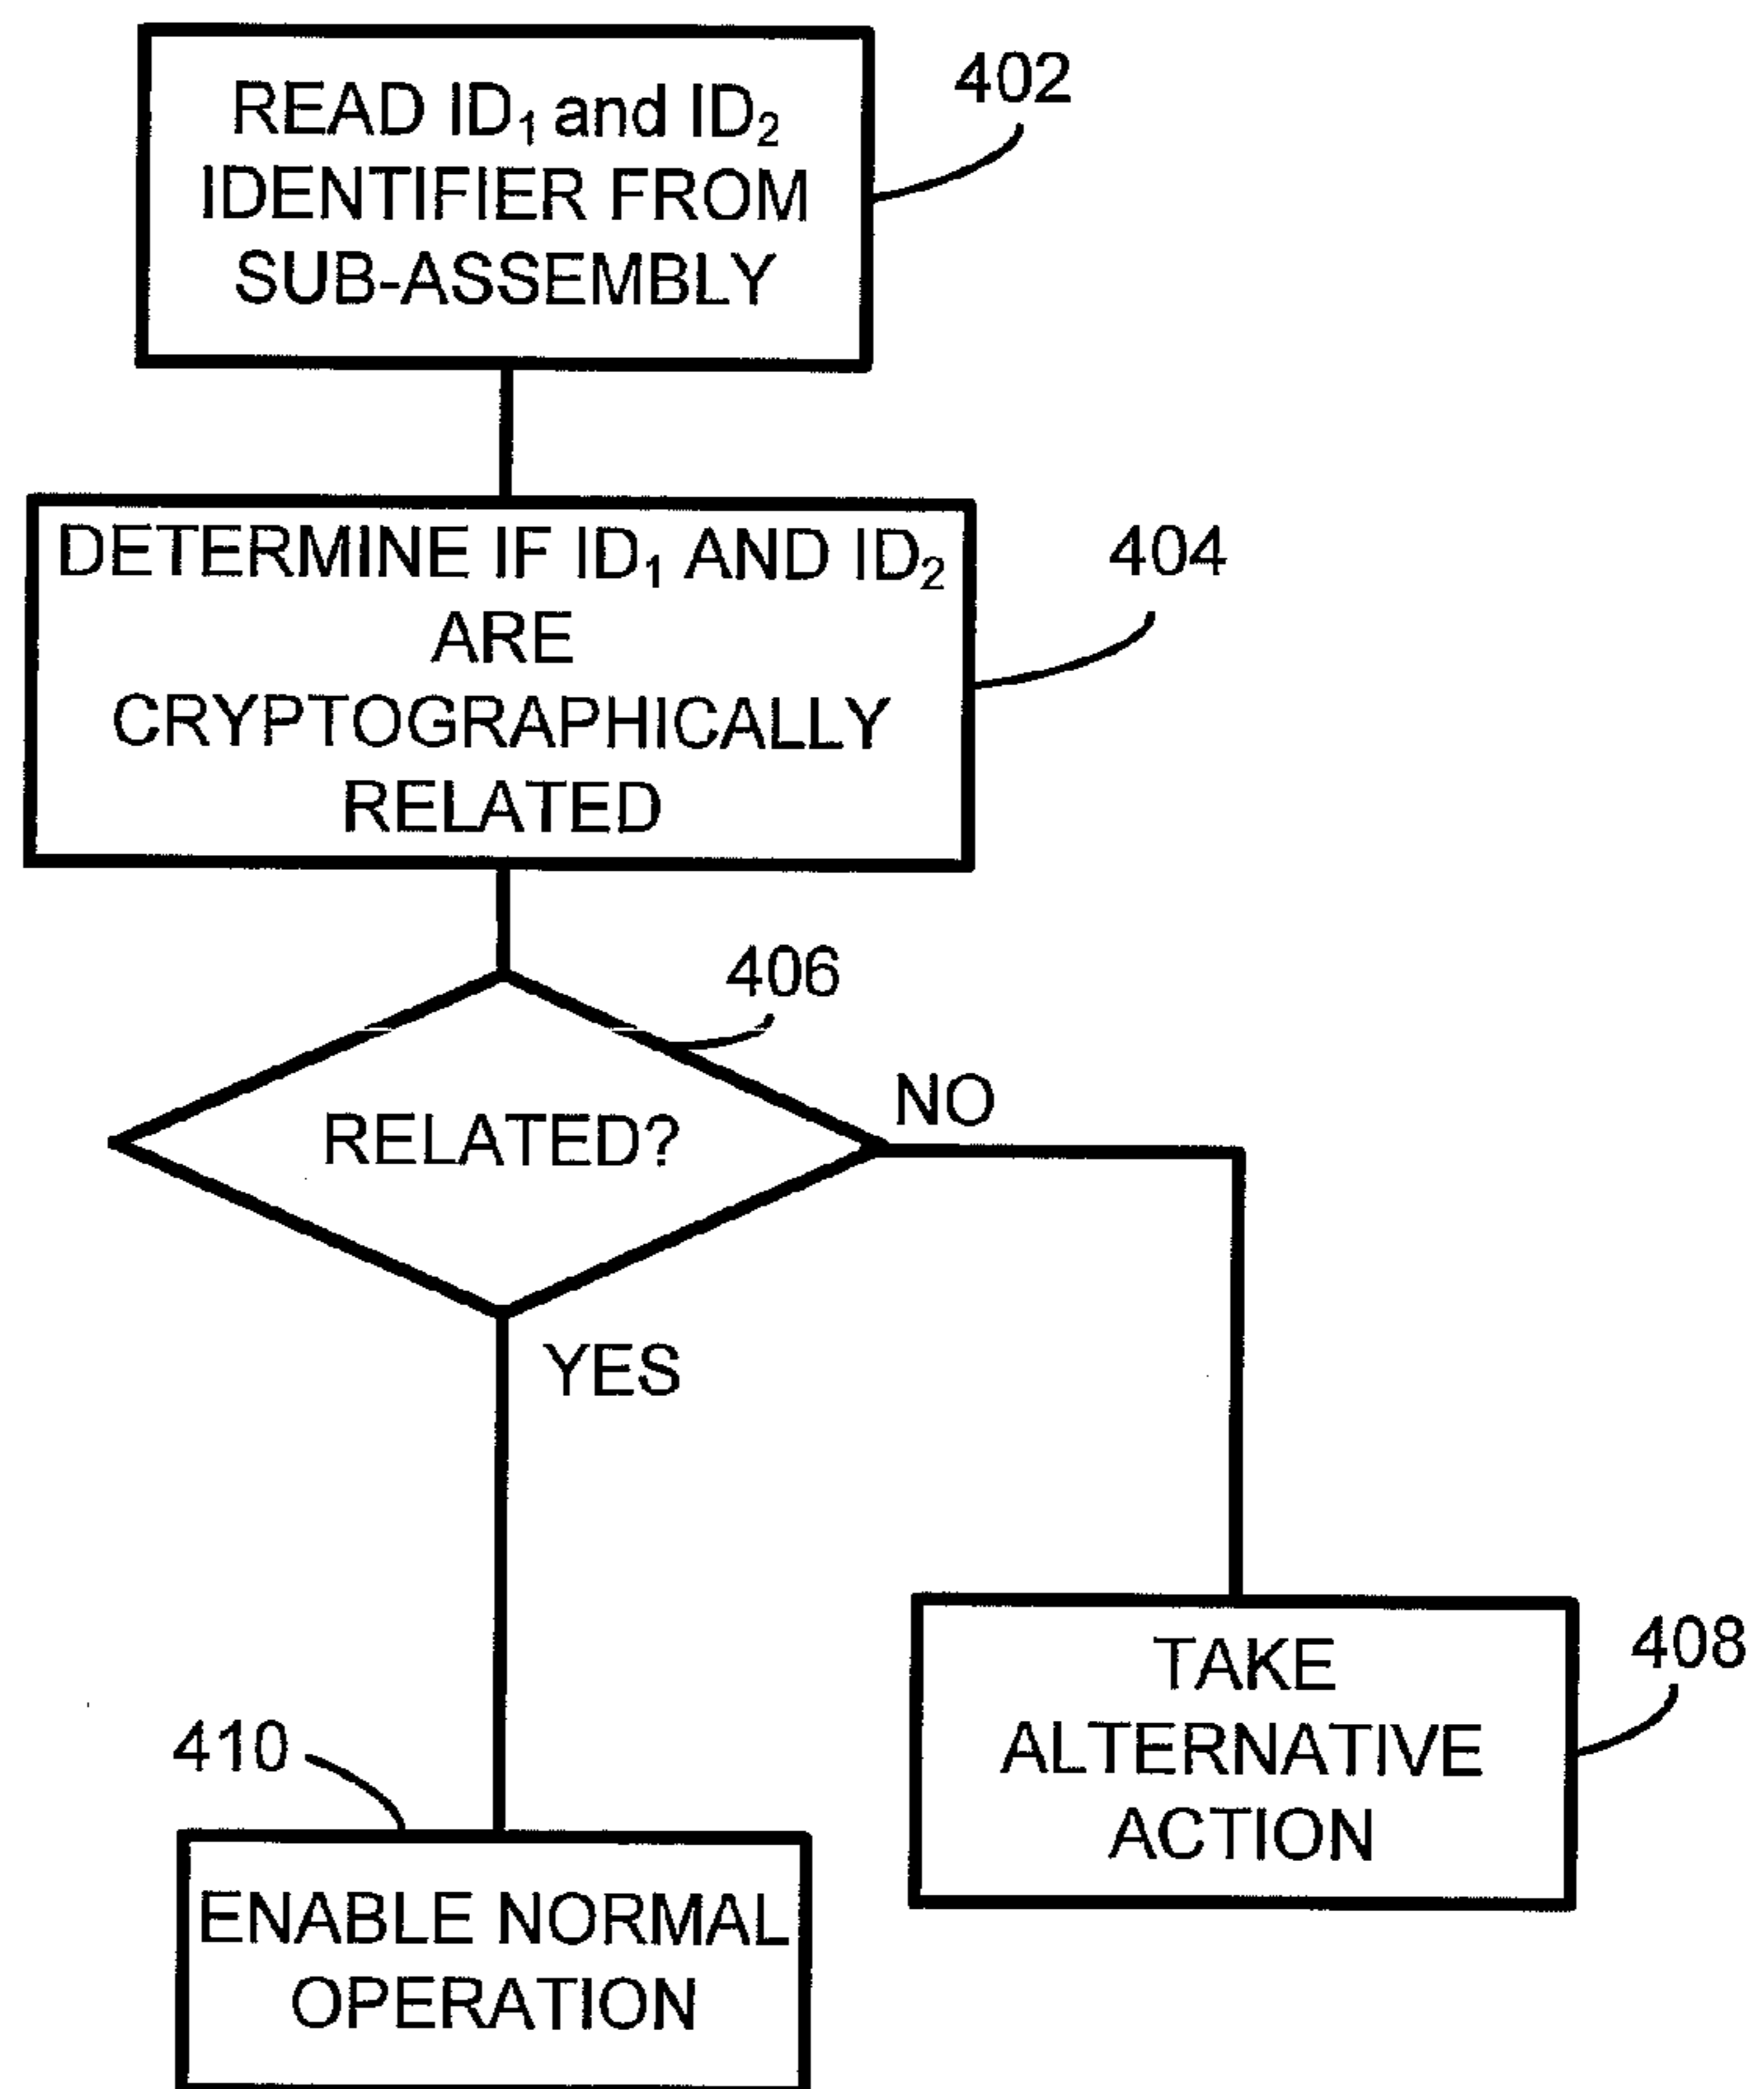 READ ID₁ and ID₂
IDENTIFIER FROM
SUB-ASSEMBLY
402
DETERMINE IF ID₁ AND ID₂
ARE
CRYPTOGRAPHICALLY
RELATED
404
406
RELATED?
NO
YES
TAKE
ALTERNATIVE
ACTION
408
410
ENABLE NORMAL
OPERATION